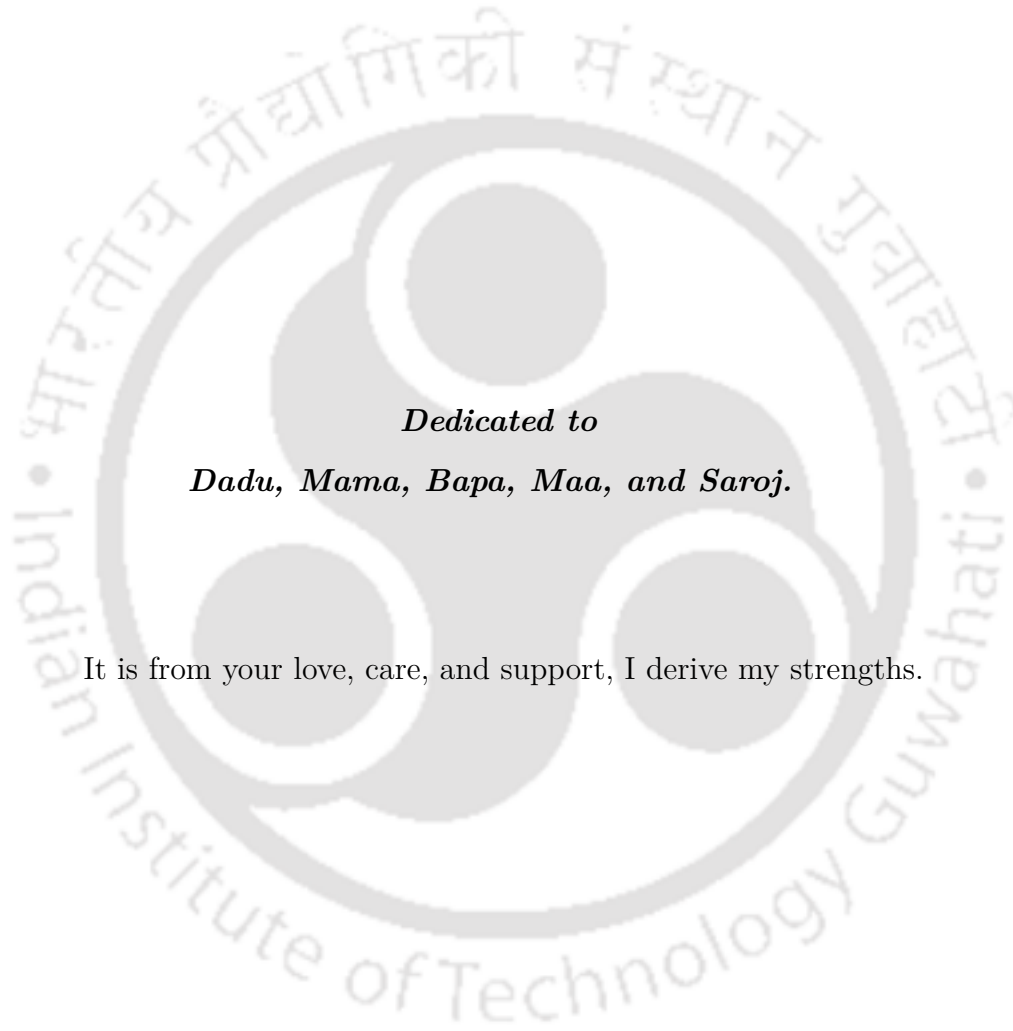 भारतीय प्रौद्योगिकी संस्थान गुवाहाटी
Dedicated to
Dadu, Mama, Bapa, Maa, and Saroj.
It is from your love, care, and support, I derive my strengths.
• Indian Institute of Technology Guwahati •